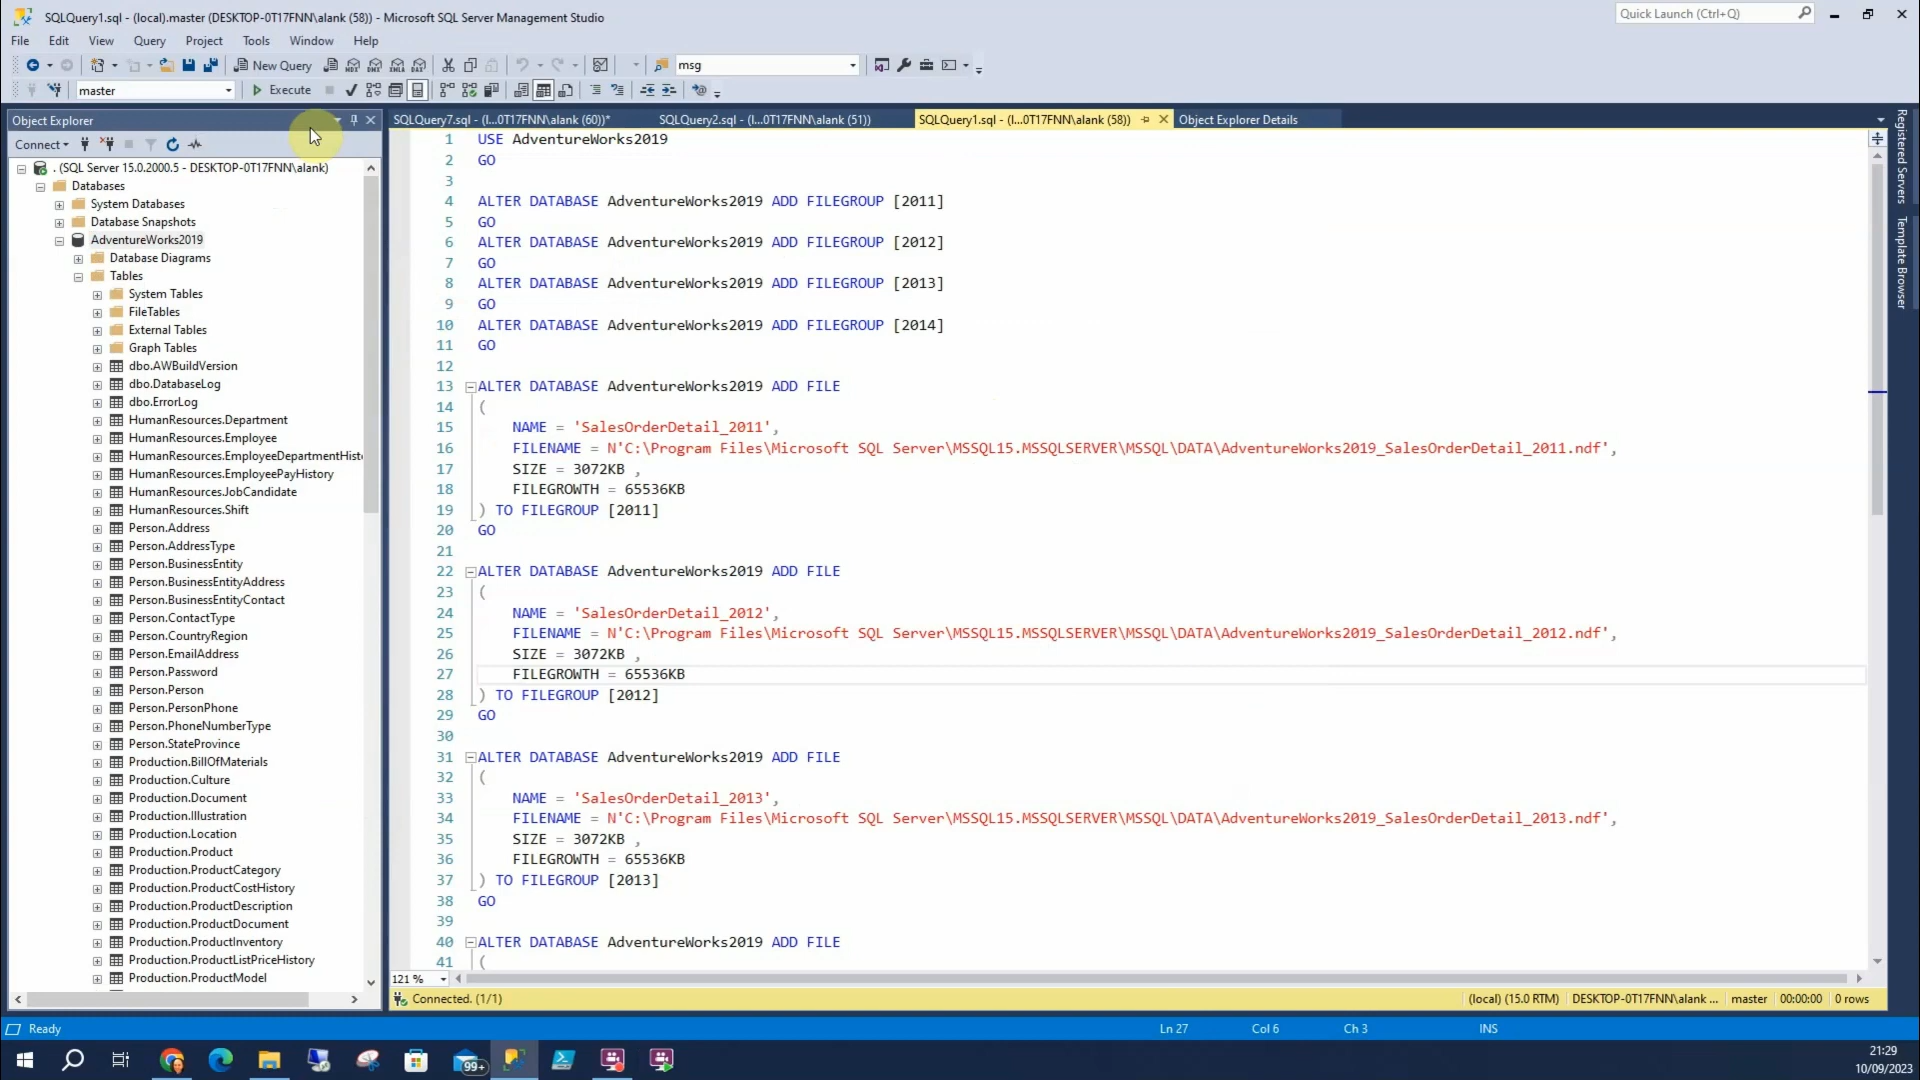 SQLQuery1.sql - (local).master (DESKTOP-0T17FNN\alank (58)) - Microsoft SQL Server Management Studio
Quick Launch (Ctrl+Q)
File Edit View Query Project Tools Window Help
New Query
msg
master
Execute
Object Explorer
SQLQuery7.sql - (l...0T17FNN\alank (60))*
SQLQuery2.sql - (l...0T17FNN\alank (51))
SQLQuery1.sql - (l...0T17FNN\alank (58))
Object Explorer Details
Connect
. (SQL Server 15.0.2000.5 - DESKTOP-0T17FNN\alank)
Databases
System Databases
Database Snapshots
AdventureWorks2019
Database Diagrams
Tables
System Tables
FileTables
External Tables
Graph Tables
dbo.AWBuildVersion
dbo.DatabaseLog
dbo.ErrorLog
HumanResources.Department
HumanResources.Employee
HumanResources.EmployeeDepartmentHist
HumanResources.EmployeePayHistory
HumanResources.JobCandidate
HumanResources.Shift
Person.Address
Person.AddressType
Person.BusinessEntity
Person.BusinessEntityAddress
Person.BusinessEntityContact
Person.ContactType
Person.CountryRegion
Person.EmailAddress
Person.Password
Person.Person
Person.PersonPhone
Person.PhoneNumberType
Person.StateProvince
Production.BillOfMaterials
Production.Culture
Production.Document
Production.Illustration
Production.Location
Production.Product
Production.ProductCategory
Production.ProductCostHistory
Production.ProductDescription
Production.ProductDocument
Production.ProductInventory
Production.ProductListPriceHistory
Production.ProductModel
1 USE AdventureWorks2019
2 GO
3
4 ALTER DATABASE AdventureWorks2019 ADD FILEGROUP [2011]
5 GO
6 ALTER DATABASE AdventureWorks2019 ADD FILEGROUP [2012]
7 GO
8 ALTER DATABASE AdventureWorks2019 ADD FILEGROUP [2013]
9 GO
10 ALTER DATABASE AdventureWorks2019 ADD FILEGROUP [2014]
11 GO
12
13 ALTER DATABASE AdventureWorks2019 ADD FILE
14 (
15 NAME = 'SalesOrderDetail_2011',
16 FILENAME = N'C:\Program Files\Microsoft SQL Server\MSSQL15.MSSQLSERVER\MSSQL\DATA\AdventureWorks2019_SalesOrderDetail_2011.ndf',
17 SIZE = 3072KB ,
18 FILEGROWTH = 65536KB
19 ) TO FILEGROUP [2011]
20 GO
21
22 ALTER DATABASE AdventureWorks2019 ADD FILE
23 (
24 NAME = 'SalesOrderDetail_2012',
25 FILENAME = N'C:\Program Files\Microsoft SQL Server\MSSQL15.MSSQLSERVER\MSSQL\DATA\AdventureWorks2019_SalesOrderDetail_2012.ndf',
26 SIZE = 3072KB ,
27 FILEGROWTH = 65536KB
28 ) TO FILEGROUP [2012]
29 GO
30
31 ALTER DATABASE AdventureWorks2019 ADD FILE
32 (
33 NAME = 'SalesOrderDetail_2013',
34 FILENAME = N'C:\Program Files\Microsoft SQL Server\MSSQL15.MSSQLSERVER\MSSQL\DATA\AdventureWorks2019_SalesOrderDetail_2013.ndf',
35 SIZE = 3072KB ,
36 FILEGROWTH = 65536KB
37 ) TO FILEGROUP [2013]
38 GO
39
40 ALTER DATABASE AdventureWorks2019 ADD FILE
41 (
Registered Servers
Template Browser
121 %
Connected. (1/1)
(local) (15.0 RTM) DESKTOP-0T17FNN\alank ... master 00:00:00 0 rows
Ready
Ln 27 Col 6 Ch 3 INS
99+
21:29
10/09/2023